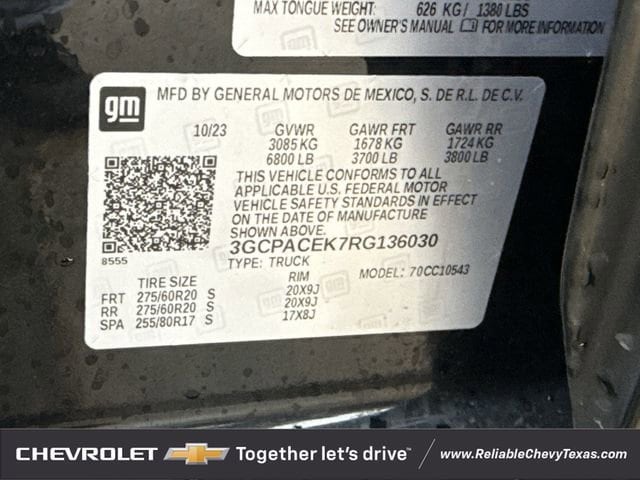 MAX TONGUE WEIGHT: 626 KG / 1380 LBS
SEE OWNER'S MANUAL FOR MORE INFORMATION
gm
MFD BY GENERAL MOTORS DE MEXICO, S. DE R.L. DE C.V.
10/23 GVWR GAWR FRT GAWR RR
3085 KG 1678 KG 1724 KG
6800 LB 3700 LB 3800 LB
THIS VEHICLE CONFORMS TO ALL
APPLICABLE U.S. FEDERAL MOTOR
VEHICLE SAFETY STANDARDS IN EFFECT
ON THE DATE OF MANUFACTURE
SHOWN ABOVE.
8555
3GCPACEK7RG136030
TYPE: TRUCK MODEL: 70CC10543
TIRE SIZE RIM
FRT 275/60R20 S 20X9J
RR 275/60R20 S 20X9J
SPA 255/80R17 S 17X8J
CHEVROLET Together let's drive™ www.ReliableChevyTexas.com